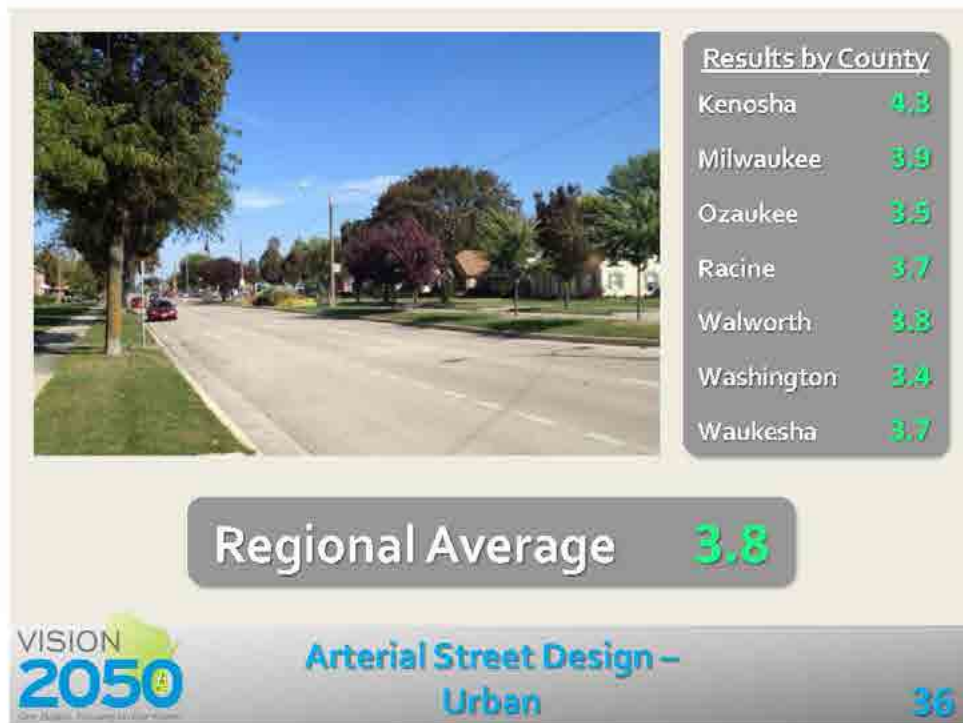 Results by County
Kenosha 4.3
Milwaukee 3.9
Ozaukee 3.5
Racine 3.7
Walworth 3.8
Washington 3.4
Waukesha 3.7
Regional Average 3.8
VISION
2050
Arterial Street Design –
Urban
36